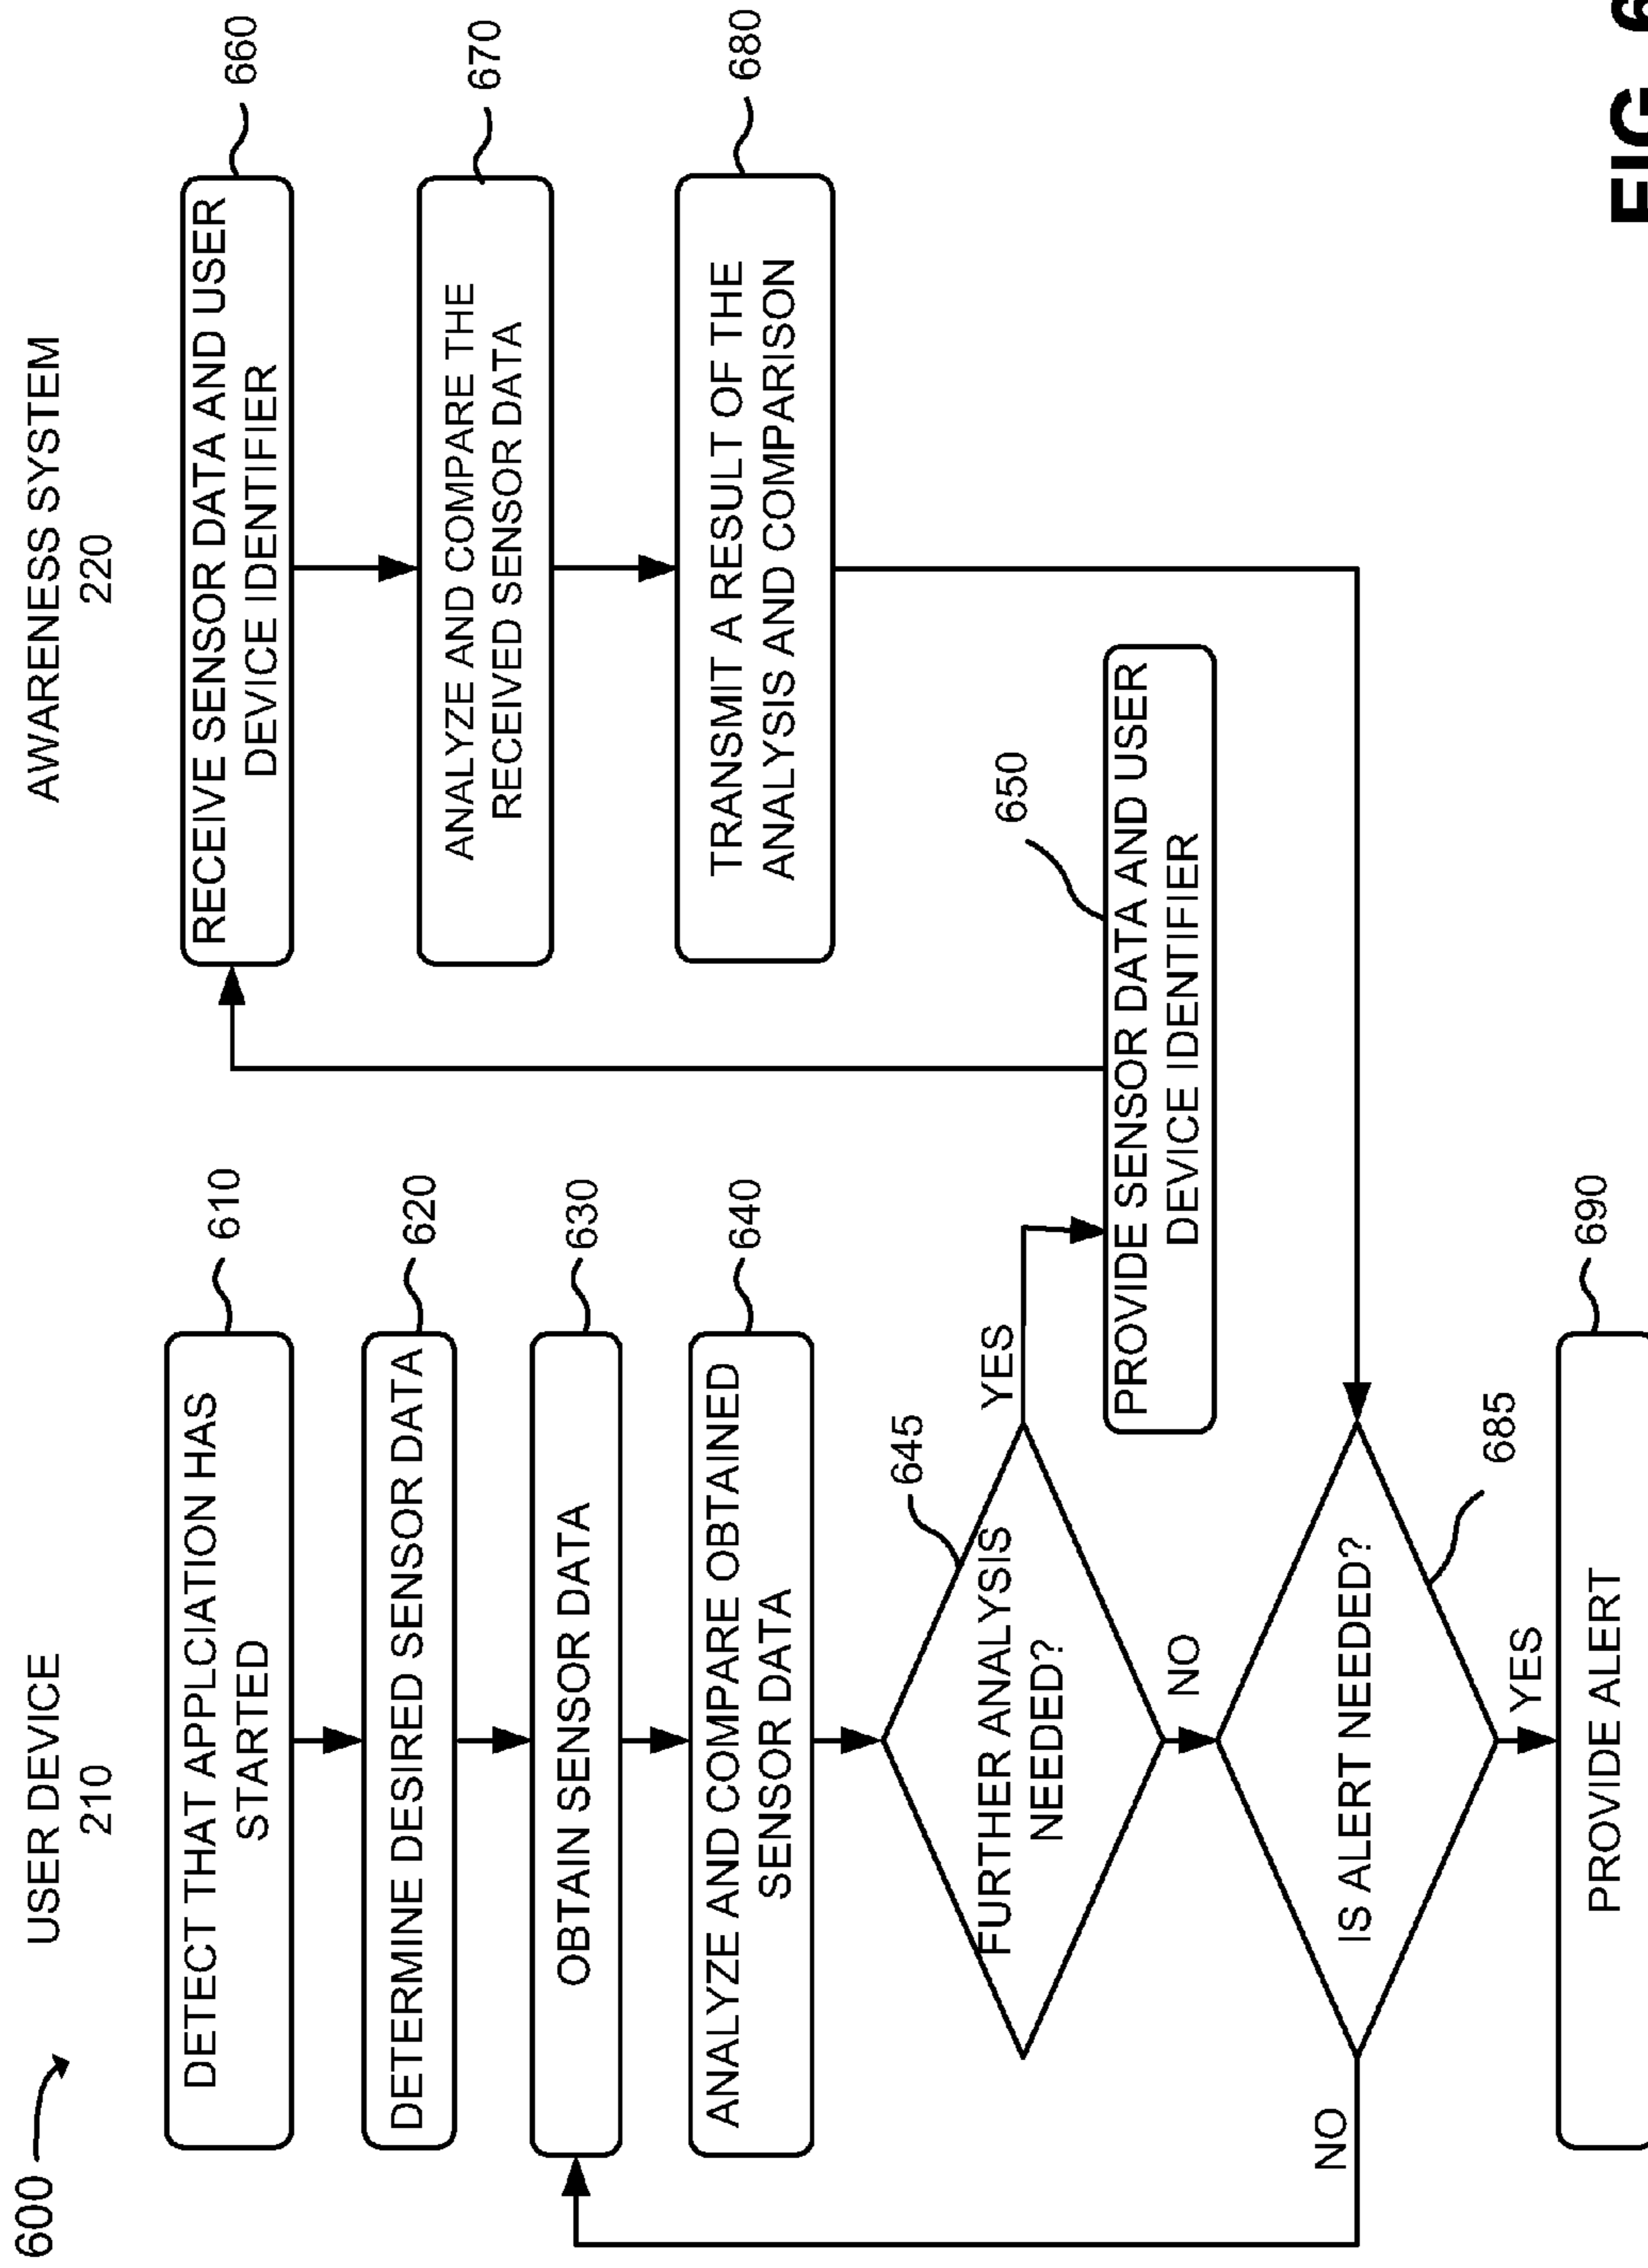 600
USER DEVICE
210
AWARENESS SYSTEM
220
DETECT THAT APPLCIATION HAS
STARTED
610
DETERMINE DESIRED SENSOR DATA
620
OBTAIN SENSOR DATA
630
ANALYZE AND COMPARE OBTAINED
SENSOR DATA
640
FURTHER ANALYSIS
NEEDED?
645
YES
NO
PROVIDE SENSOR DATA AND USER
DEVICE IDENTIFIER
650
RECEIVE SENSOR DATA AND USER
DEVICE IDENTIFIER
660
ANALYZE AND COMPARE THE
RECEIVED SENSOR DATA
670
TRANSMIT A RESULT OF THE
ANALYSIS AND COMPARISON
680
IS ALERT NEEDED?
685
NO
YES
PROVIDE ALERT
690
FIG. 6